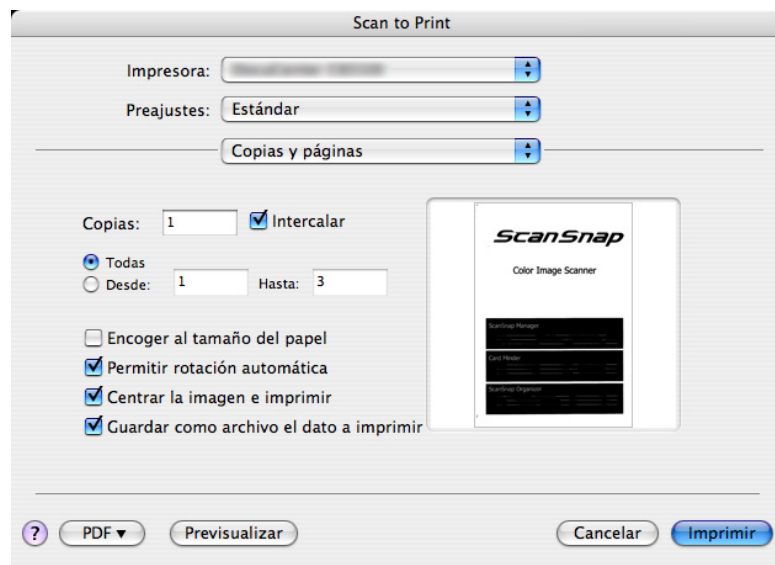 Scan to Print
Impresora:
Preajustes: Estándar
Copias y páginas
Copias: 1 Intercalar
Todas
Desde: 1 Hasta: 3
Encoger al tamaño del papel
Permitir rotación automática
Centrar la imagen e imprimir
Guardar como archivo el dato a imprimir
ScanSnap
Color Image Scanner
ScanSnap Manager
Card Minder
ScanSnap Organizer
? PDF ▼ Previsualizar Cancelar Imprimir